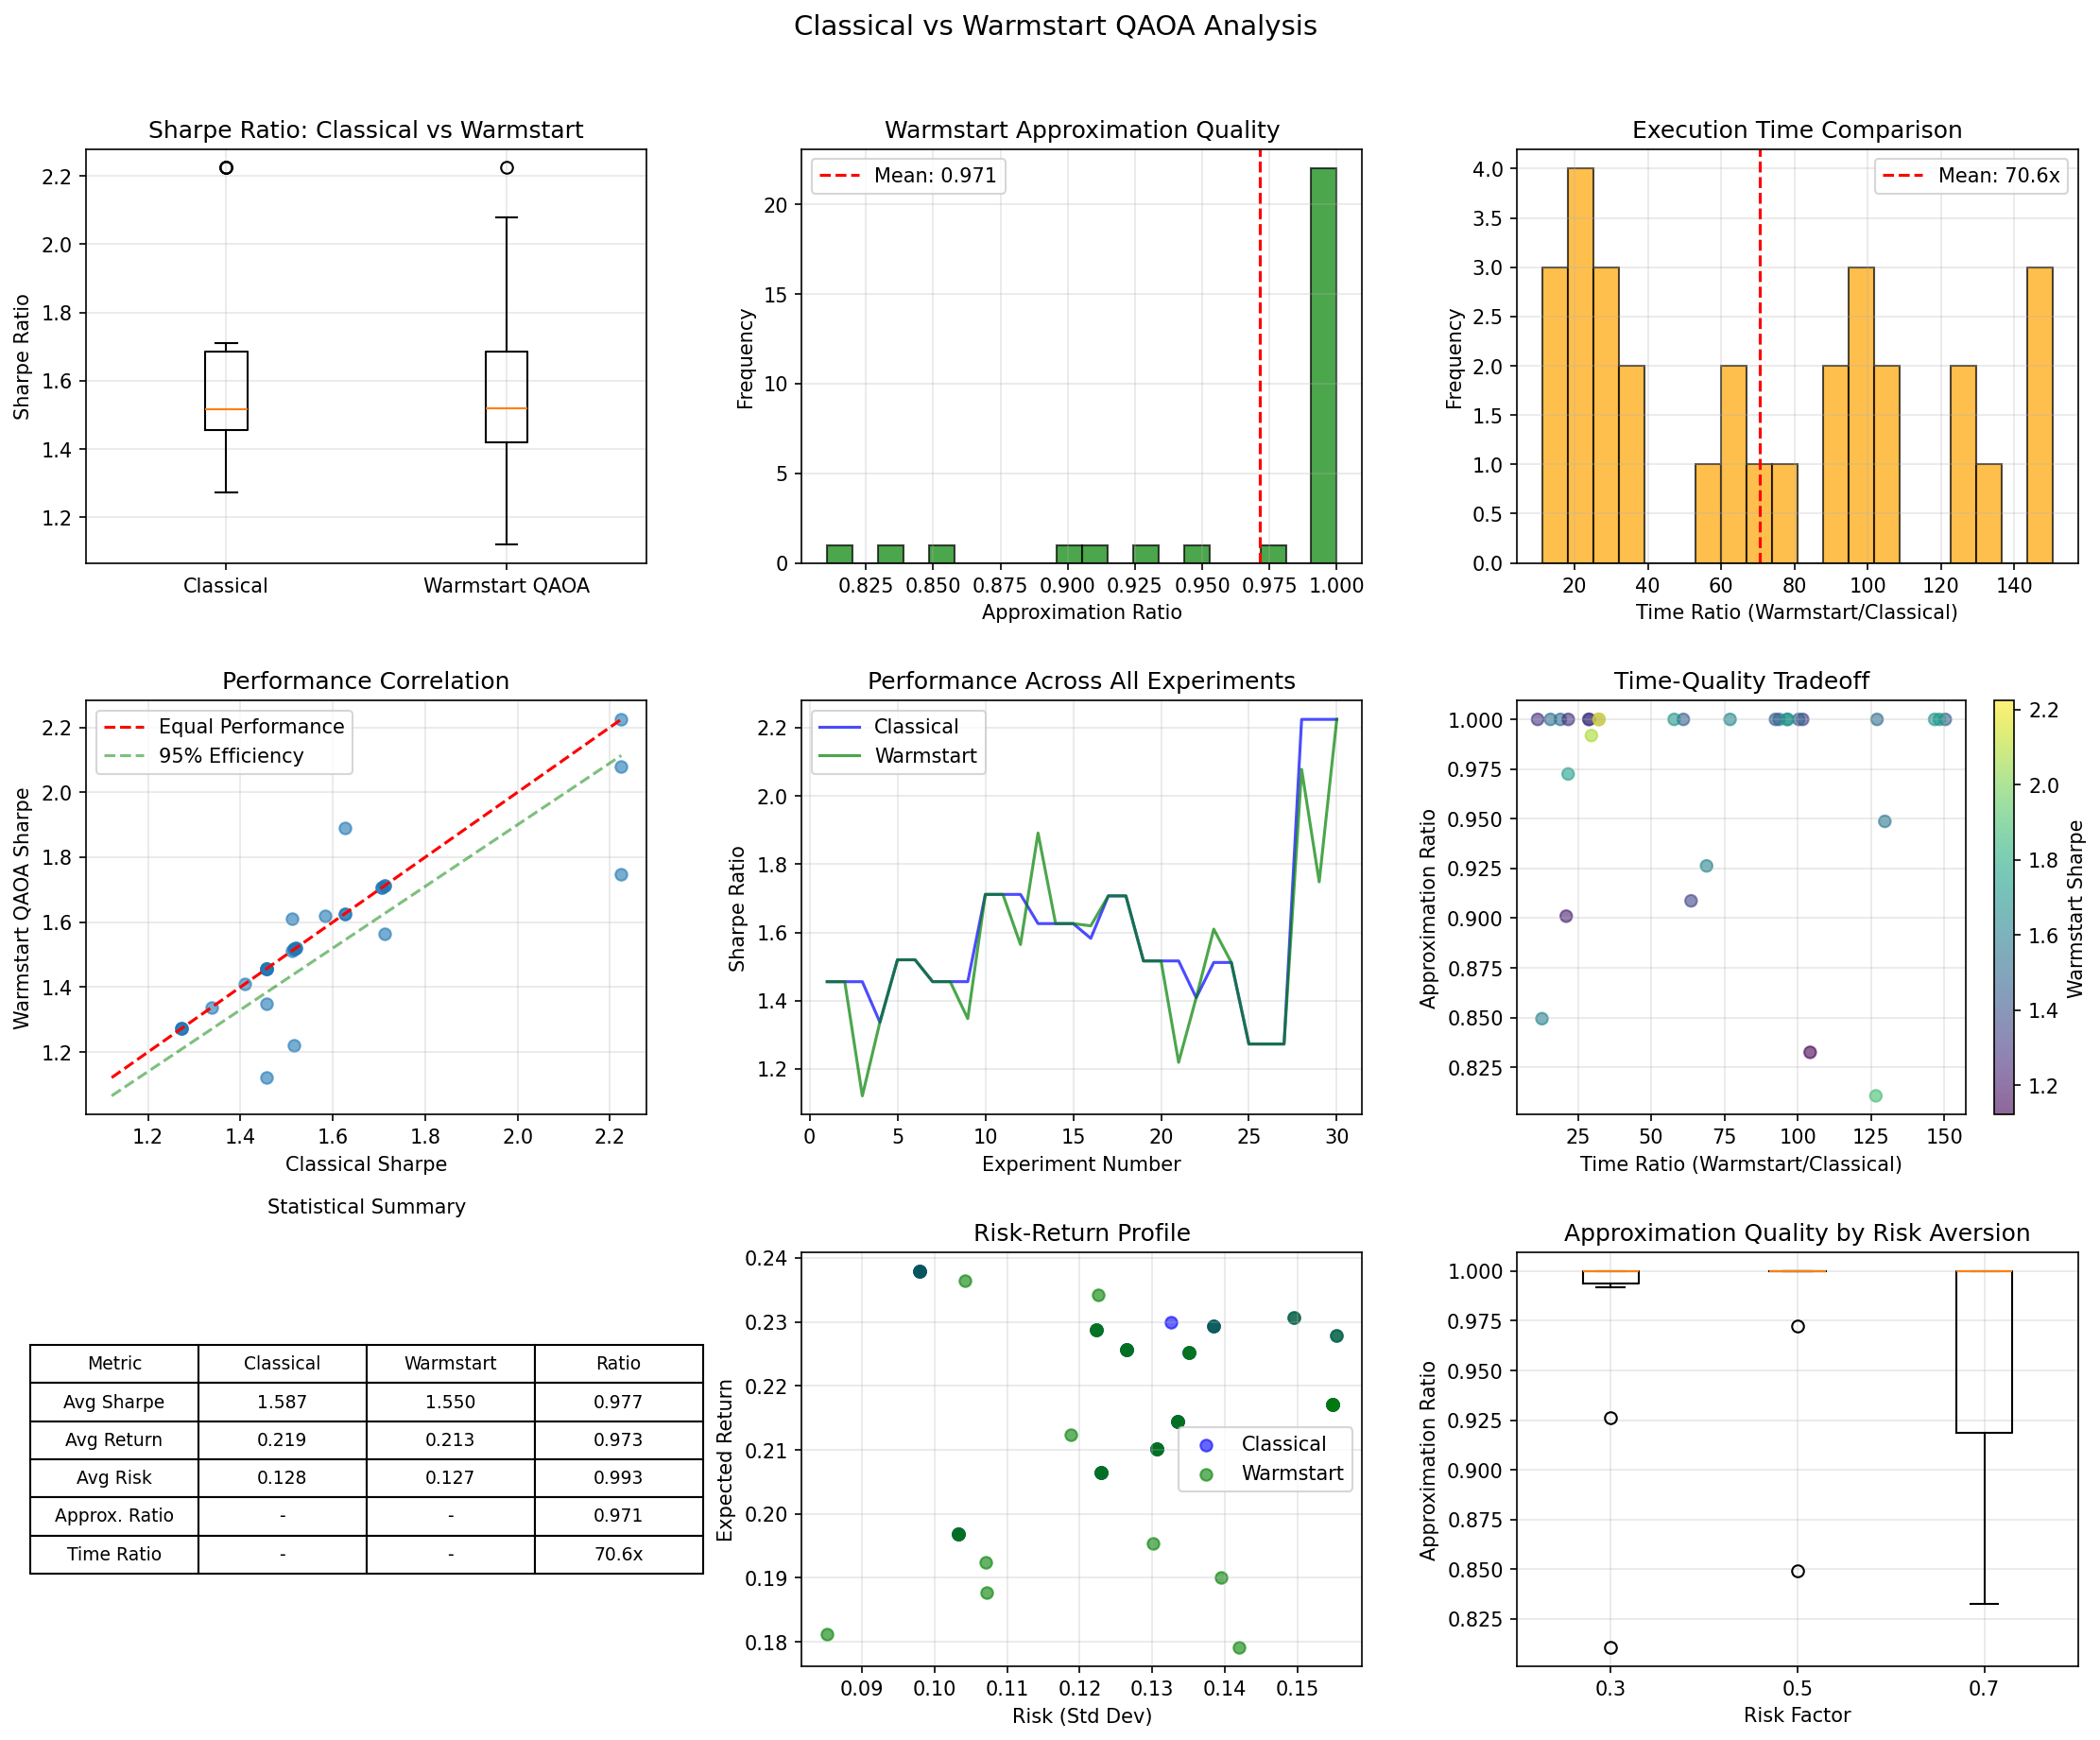 Classical vs Warmstart QAOA Analysis
Sharpe Ratio: Classical vs Warmstart
Sharpe Ratio
2.2
2.0
1.8
1.6
1.4
1.2
Classical
Warmstart QAOA
Warmstart Approximation Quality
Mean: 0.971
Frequency
20
15
10
5
0
0.825 0.850 0.875 0.900 0.925 0.950 0.975 1.000
Approximation Ratio
Execution Time Comparison
Mean: 70.6x
Frequency
4.0
3.5
3.0
2.5
2.0
1.5
1.0
0.5
0.0
20 40 60 80 100 120 140
Time Ratio (Warmstart/Classical)
Performance Correlation
Equal Performance
95% Efficiency
Warmstart QAOA Sharpe
2.2
2.0
1.8
1.6
1.4
1.2
1.2 1.4 1.6 1.8 2.0 2.2
Classical Sharpe
Performance Across All Experiments
Classical
Warmstart
Sharpe Ratio
2.2
2.0
1.8
1.6
1.4
1.2
0 5 10 15 20 25 30
Experiment Number
Time-Quality Tradeoff
Approximation Ratio
1.000
0.975
0.950
0.925
0.900
0.875
0.850
0.825
25 50 75 100 125 150
Time Ratio (Warmstart/Classical)
2.2
2.0
1.8
1.6
1.4
1.2
Warmstart Sharpe
Statistical Summary
Metric Classical Warmstart Ratio
Avg Sharpe 1.587 1.550 0.977
Avg Return 0.219 0.213 0.973
Avg Risk 0.128 0.127 0.993
Approx. Ratio - - 0.971
Time Ratio - - 70.6x
Risk-Return Profile
Expected Return
0.24
0.23
0.22
0.21
0.20
0.19
0.18
Classical
Warmstart
0.09 0.10 0.11 0.12 0.13 0.14 0.15
Risk (Std Dev)
Approximation Quality by Risk Aversion
Approximation Ratio
1.000
0.975
0.950
0.925
0.900
0.875
0.850
0.825
0.3 0.5 0.7
Risk Factor